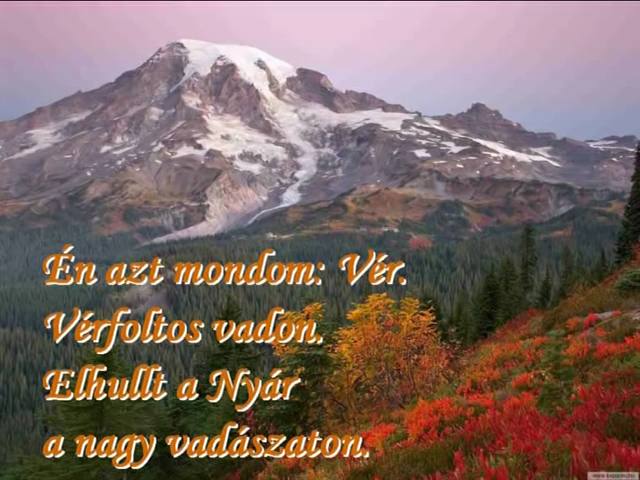 Én azt mondom: Vér.
Vérfoltos vadon.
Elhullt a Nyár
a nagy vadászaton.